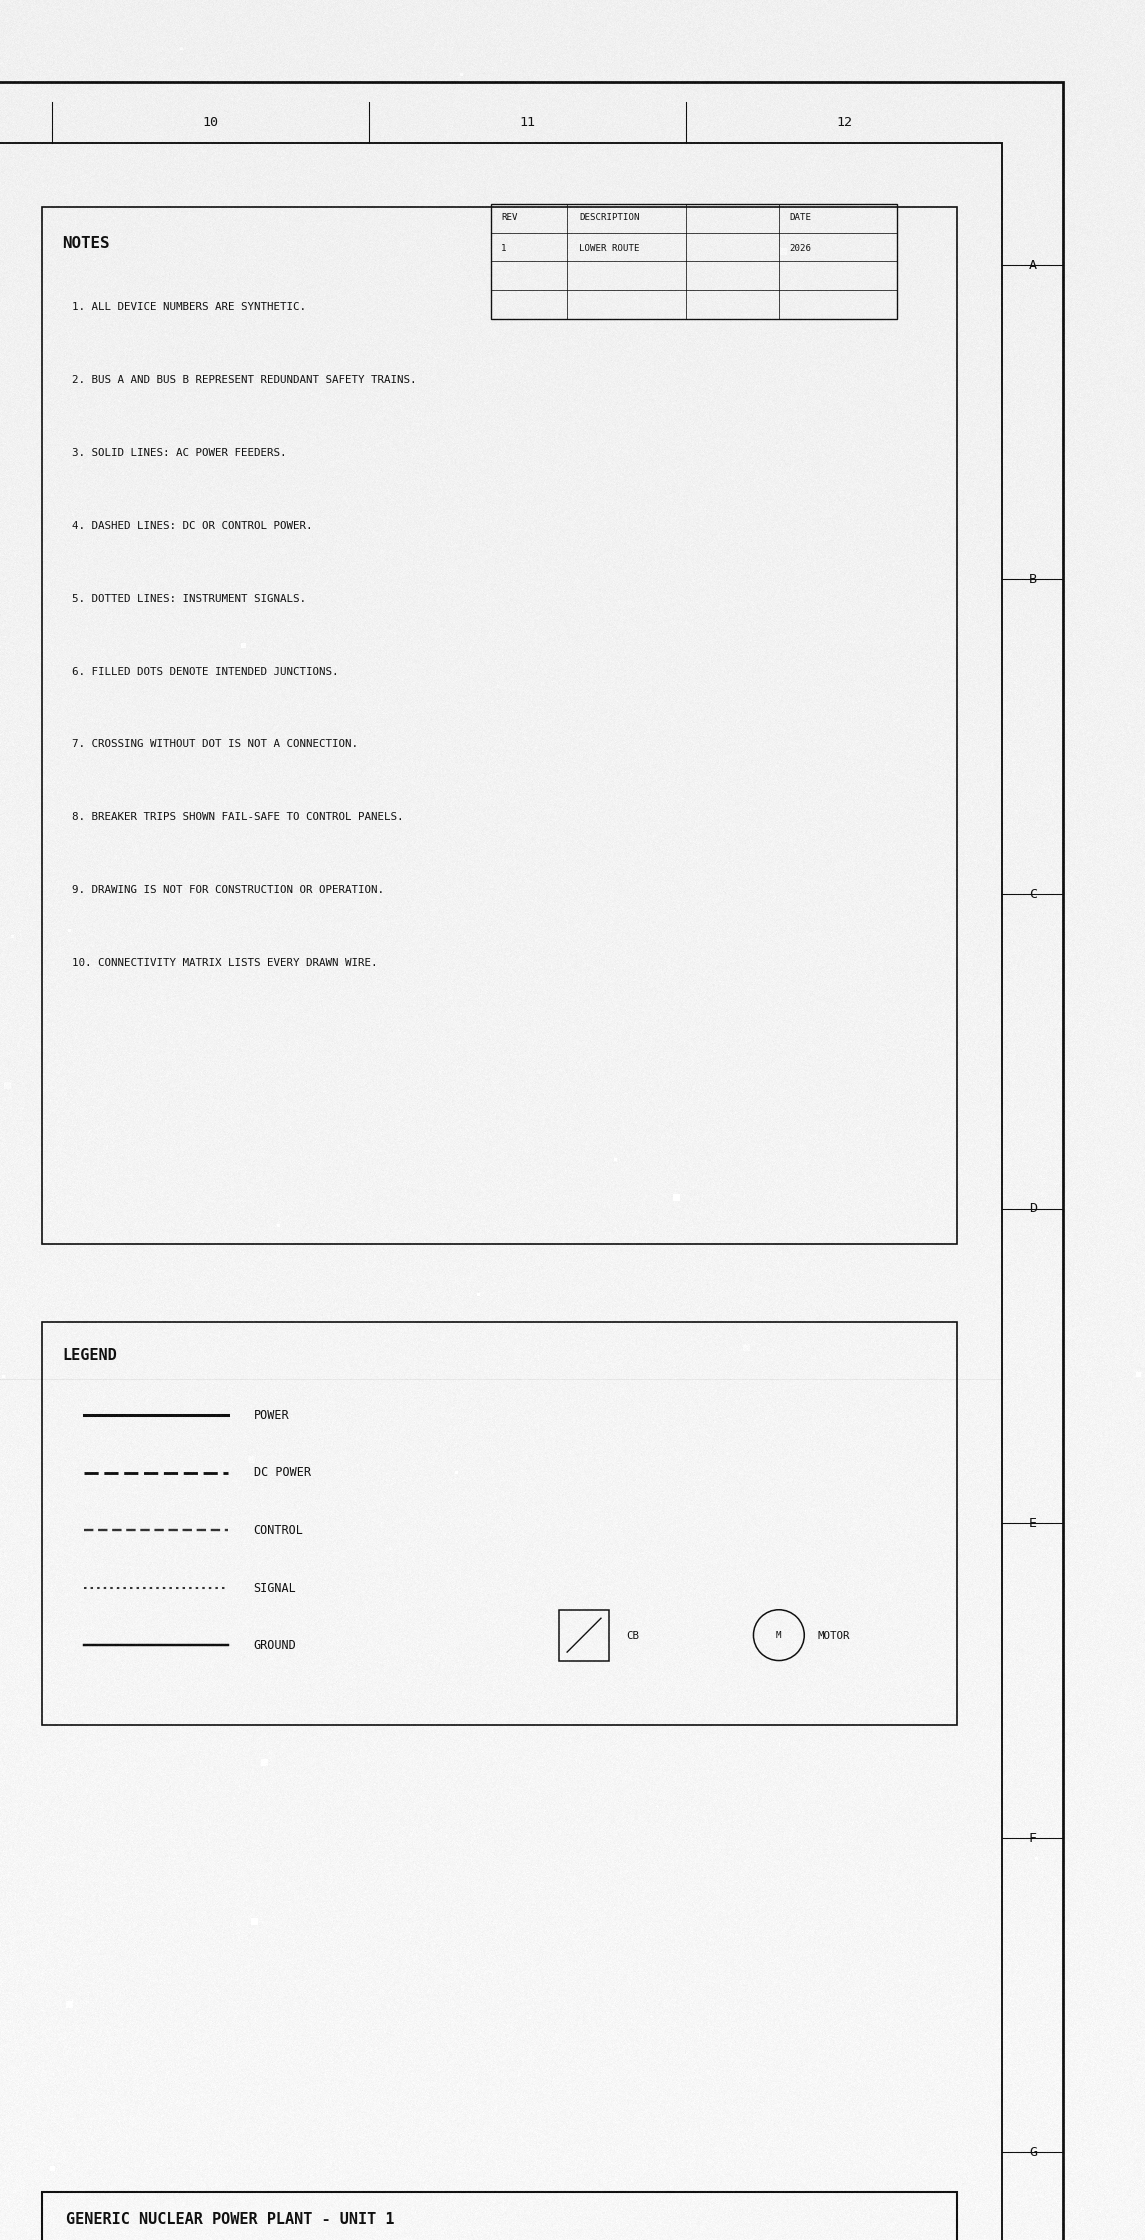 10 11 12
NOTES
REV DESCRIPTION DATE
1 LOWER ROUTE 2026
1. ALL DEVICE NUMBERS ARE SYNTHETIC.
2. BUS A AND BUS B REPRESENT REDUNDANT SAFETY TRAINS.
3. SOLID LINES: AC POWER FEEDERS.
4. DASHED LINES: DC OR CONTROL POWER.
5. DOTTED LINES: INSTRUMENT SIGNALS.
6. FILLED DOTS DENOTE INTENDED JUNCTIONS.
7. CROSSING WITHOUT DOT IS NOT A CONNECTION.
8. BREAKER TRIPS SHOWN FAIL-SAFE TO CONTROL PANELS.
9. DRAWING IS NOT FOR CONSTRUCTION OR OPERATION.
10. CONNECTIVITY MATRIX LISTS EVERY DRAWN WIRE.
LEGEND
POWER
DC POWER
CONTROL
SIGNAL
GROUND
CB
M MOTOR
A
B
C
D
E
F
G
GENERIC NUCLEAR POWER PLANT - UNIT 1